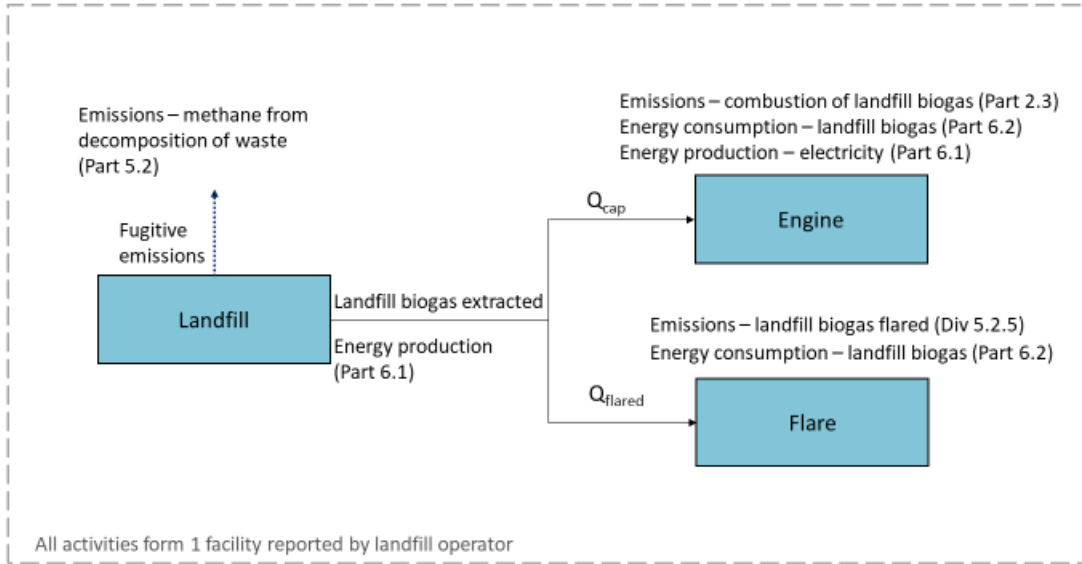 Emissions – methane from
decomposition of waste
(Part 5.2)
Fugitive
emissions
Landfill
Landfill biogas extracted
Energy production
(Part 6.1)
Emissions – combustion of landfill biogas (Part 2.3)
Energy consumption – landfill biogas (Part 6.2)
Energy production – electricity (Part 6.1)
Qcap
Engine
Emissions – landfill biogas flared (Div 5.2.5)
Energy consumption – landfill biogas (Part 6.2)
Qflared
Flare
All activities form 1 facility reported by landfill operator